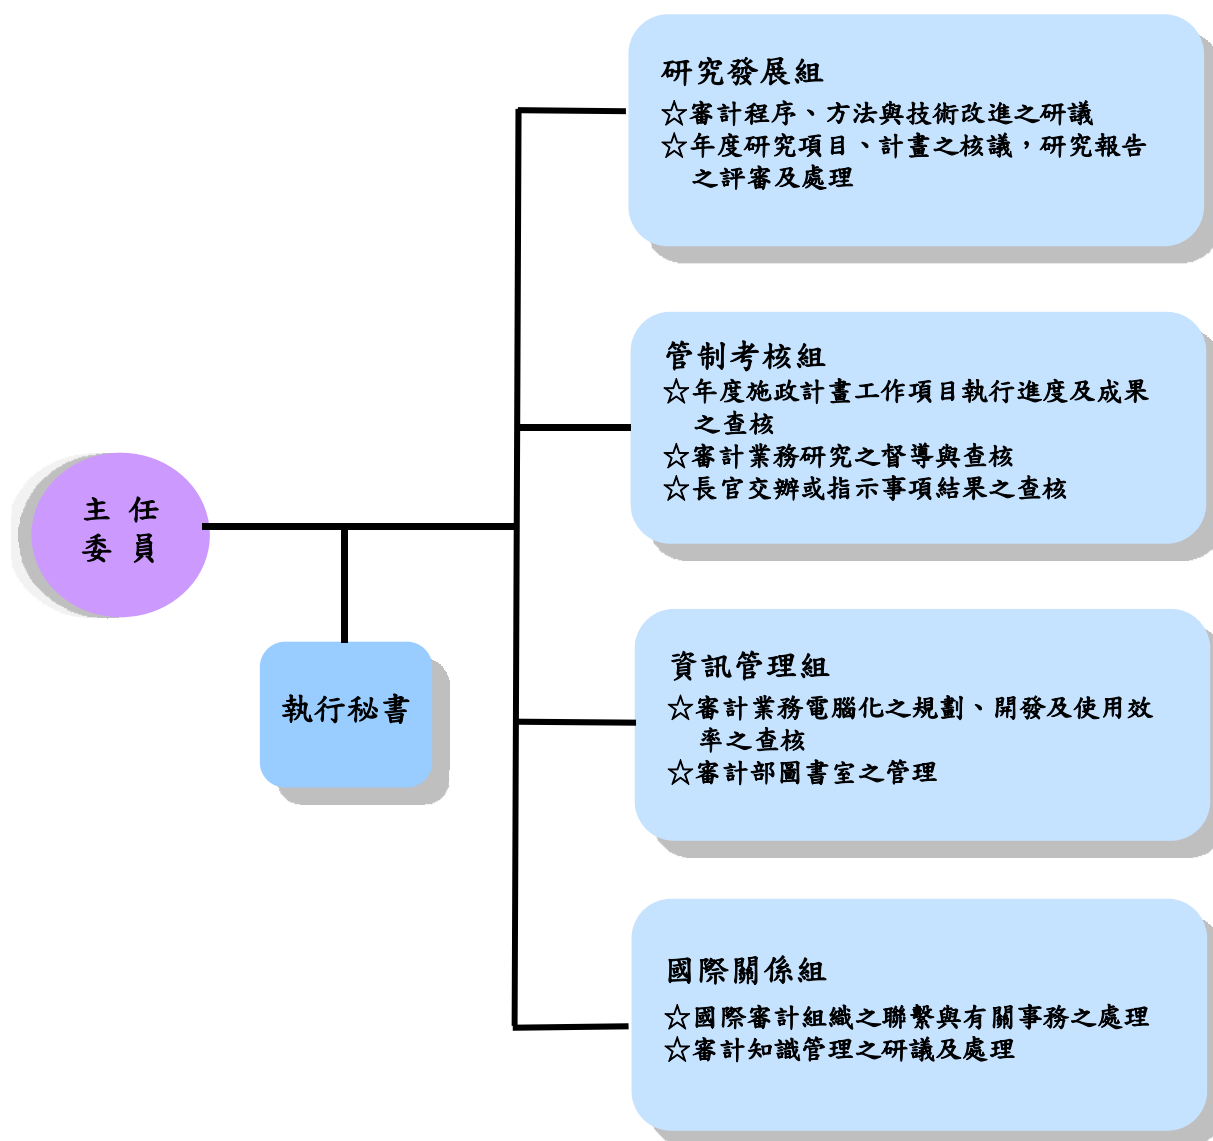 研究發展組
☆審計程序、方法與技術改進之研議
☆年度研究項目、計畫之核議，研究報告
之評審及處理
管制考核組
☆年度施政計畫工作項目執行進度及成果
之查核
☆審計業務研究之督導與查核
☆長官交辦或指示事項結果之查核
主 任
委 員
執行秘書
資訊管理組
☆審計業務電腦化之規劃、開發及使用效
率之查核
☆審計部圖書室之管理
國際關係組
☆國際審計組織之聯繫與有關事務之處理
☆審計知識管理之研議及處理